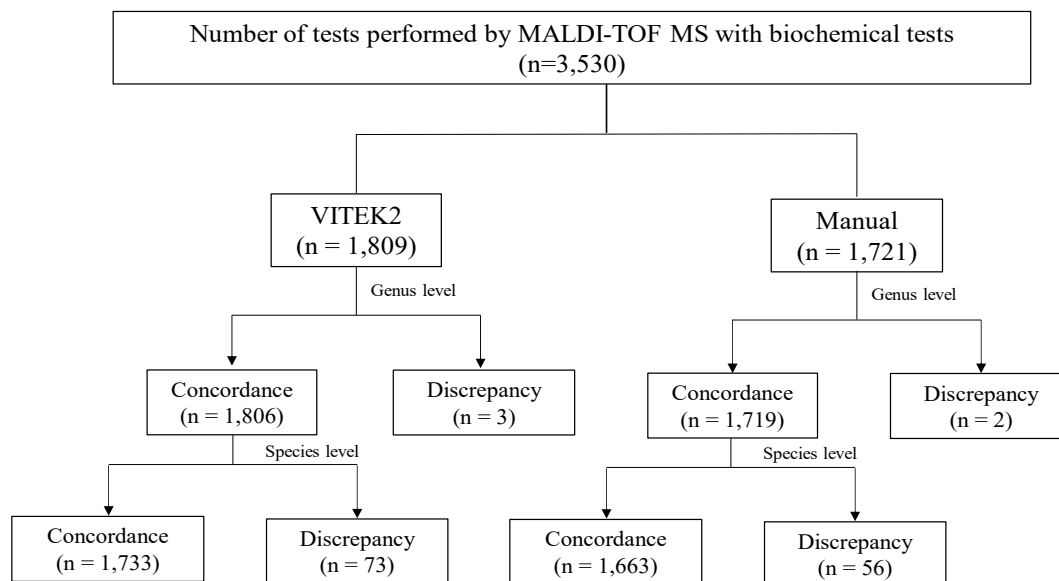 Number of tests performed by MALDI-TOF MS with biochemical tests
(n=3,530)
VITEK2
(n = 1,809)
Manual
(n = 1,721)
Genus level
Genus level
Concordance
(n = 1,806)
Discrepancy
(n = 3)
Concordance
(n = 1,719)
Discrepancy
(n = 2)
Species level
Species level
Concordance
(n = 1,733)
Discrepancy
(n = 73)
Concordance
(n = 1,663)
Discrepancy
(n = 56)